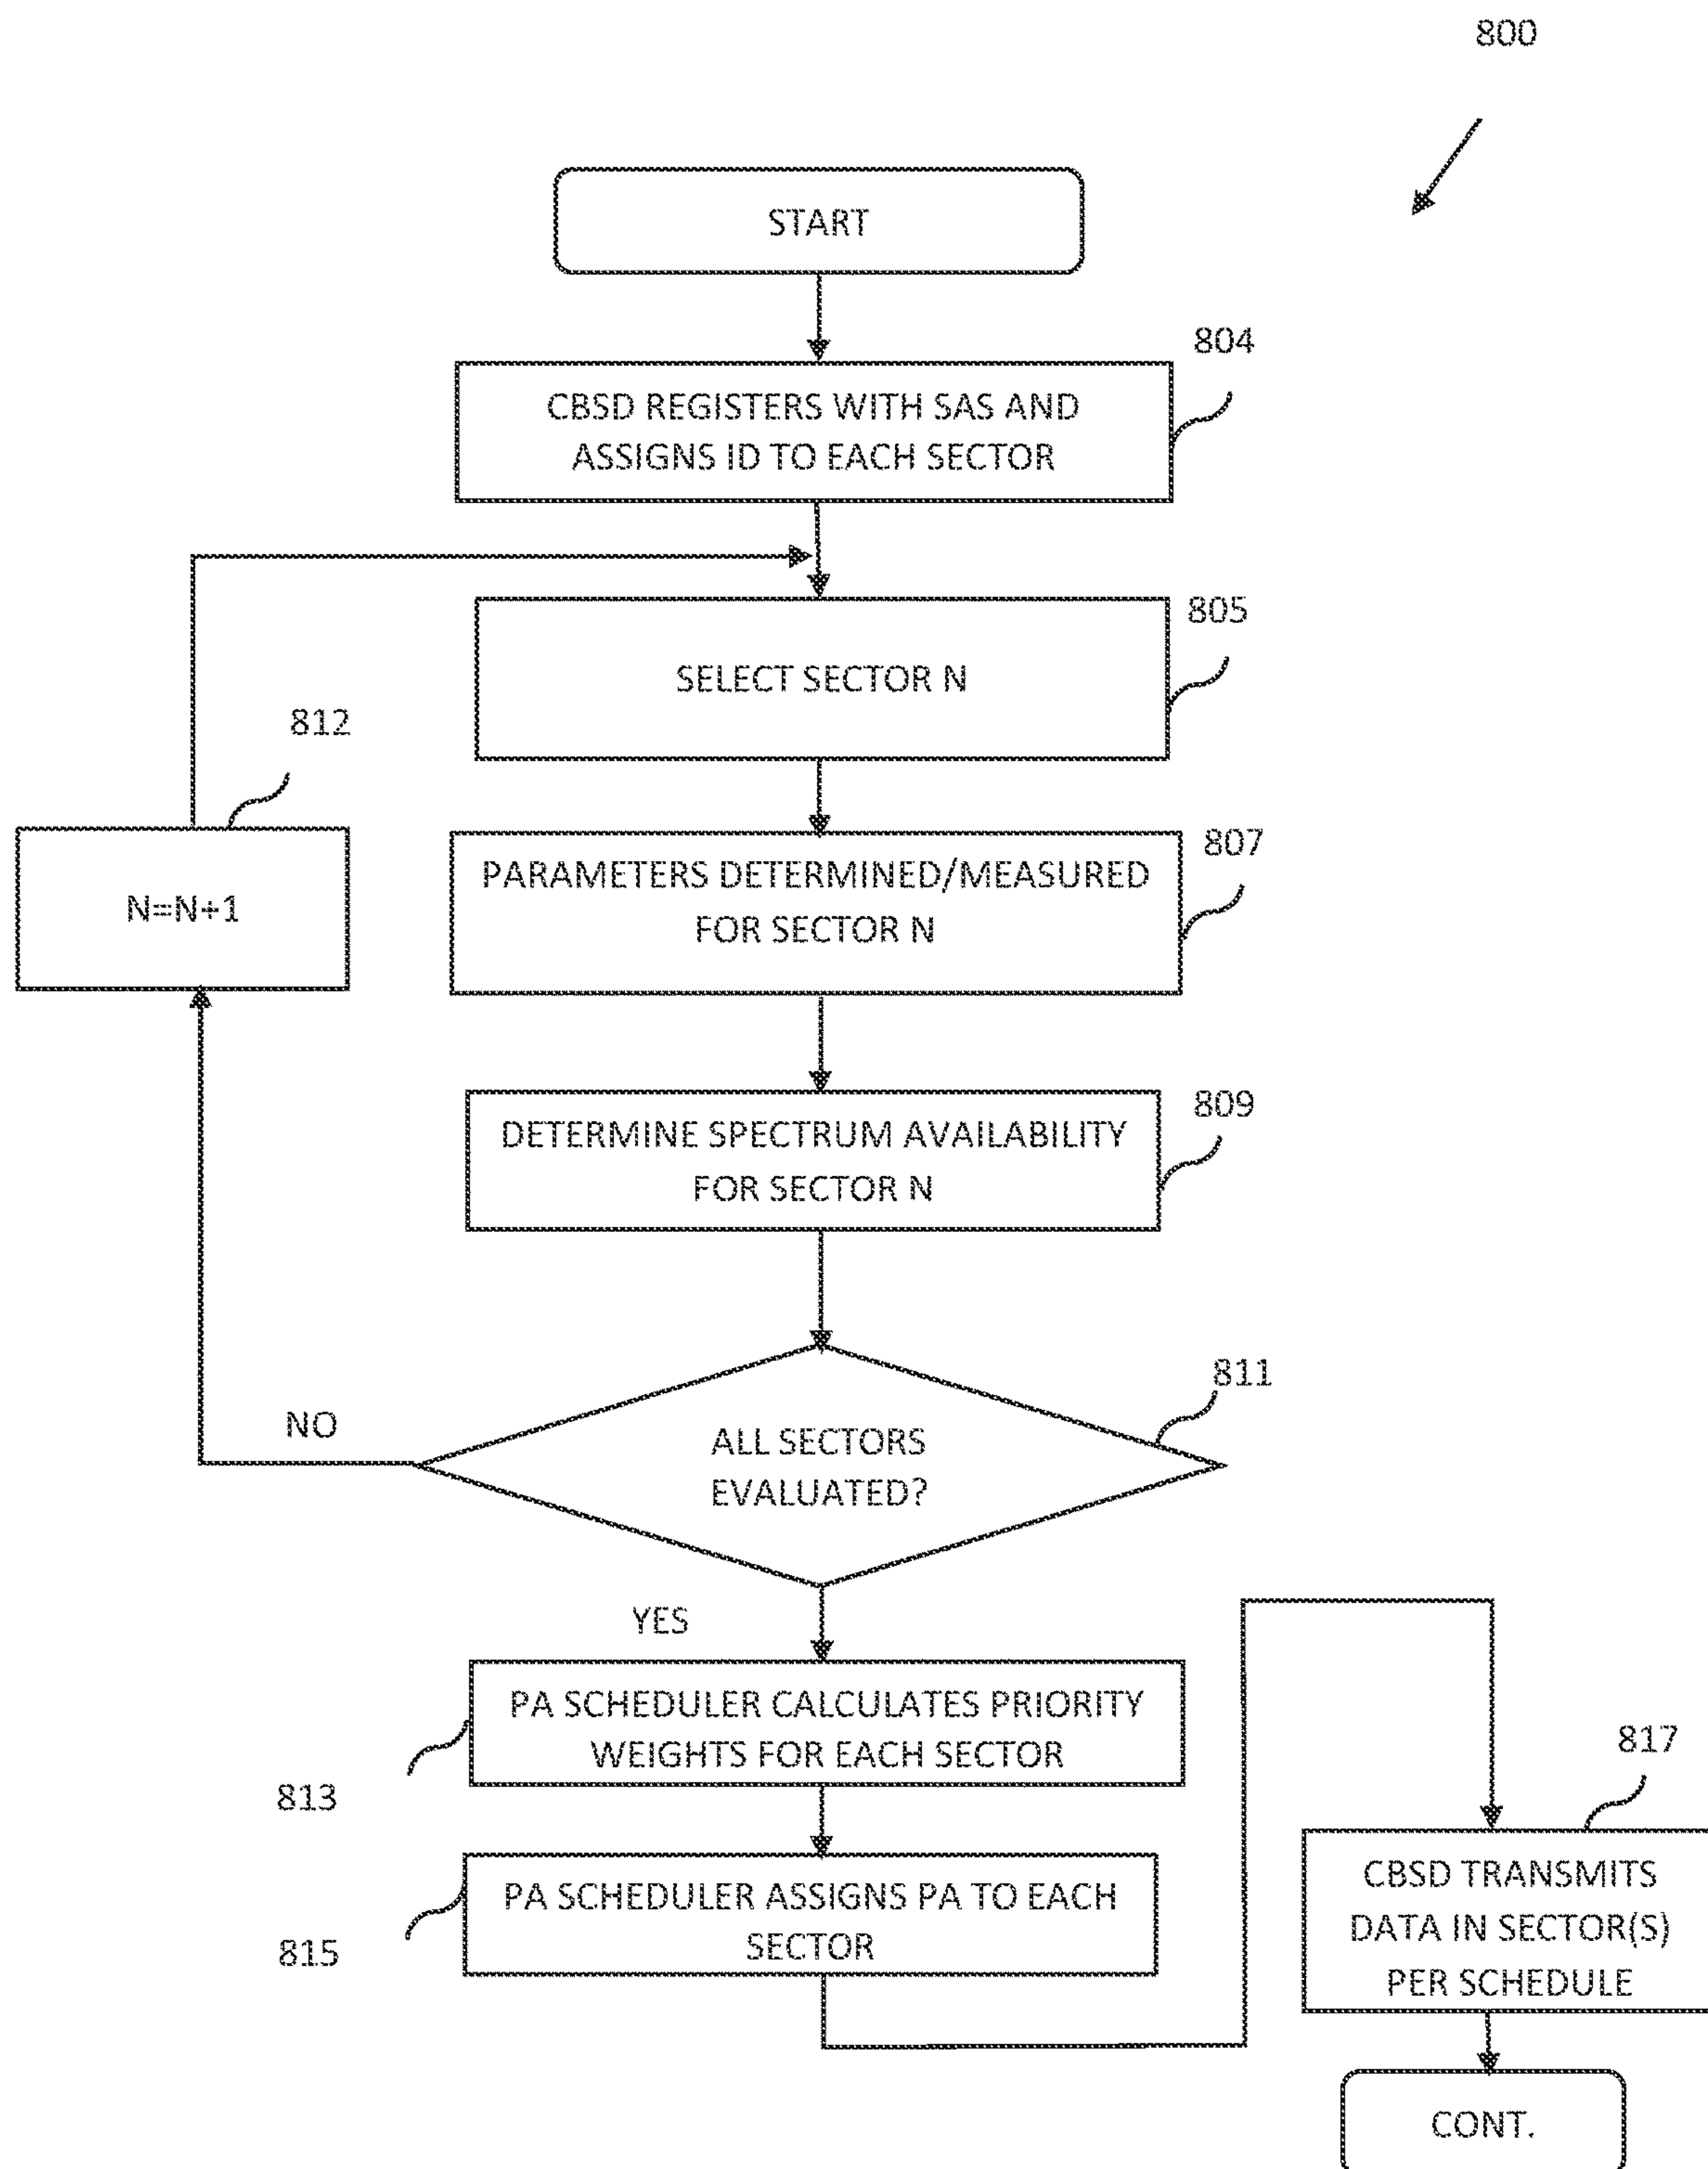 800
START
804
CBSD REGISTERS WITH SAS AND
ASSIGNS ID TO EACH SECTOR
805
SELECT SECTOR N
812
N=N+1
807
PARAMETERS DETERMINED/MEASURED
FOR SECTOR N
809
DETERMINE SPECTRUM AVAILABILITY
FOR SECTOR N
811
ALL SECTORS
EVALUATED?
NO
YES
PA SCHEDULER CALCULATES PRIORITY
WEIGHTS FOR EACH SECTOR
813
PA SCHEDULER ASSIGNS PA TO EACH
SECTOR
815
817
CBSD TRANSMITS
DATA IN SECTOR(S)
PER SCHEDULE
CONT.